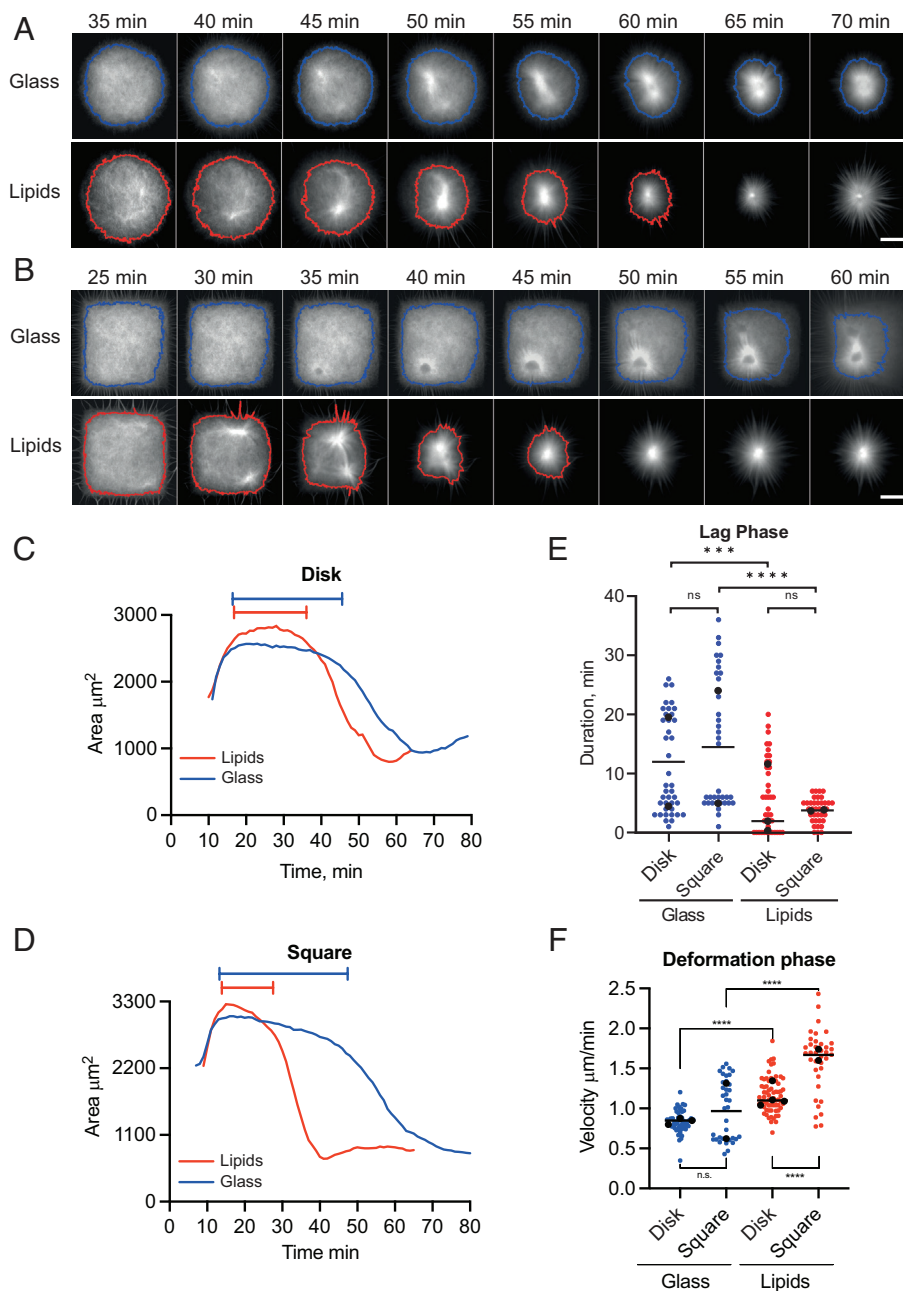 A
35 min 40 min 45 min 50 min 55 min 60 min 65 min 70 min
Glass
Lipids
B
25 min 30 min 35 min 40 min 45 min 50 min 55 min 60 min
Glass
Lipids
C
Disk
3000
2000
1000
0
Area μm²
Lipids
Glass
0 10 20 30 40 50 60 70 80
Time, min
D
Square
3300
2200
1100
0
Area μm²
Lipids
Glass
0 10 20 30 40 50 60 70 80
Time min
E
Lag Phase
* * *
* * * *
ns
ns
40
30
20
10
0
Duration, min
Disk
Square
Disk
Square
Glass
Lipids
F
Deformation phase
****
****
2.5
2.0
1.5
1.0
0.5
0.0
Velocity μm/min
n.s.
****
Disk
Square
Disk
Square
Glass
Lipids